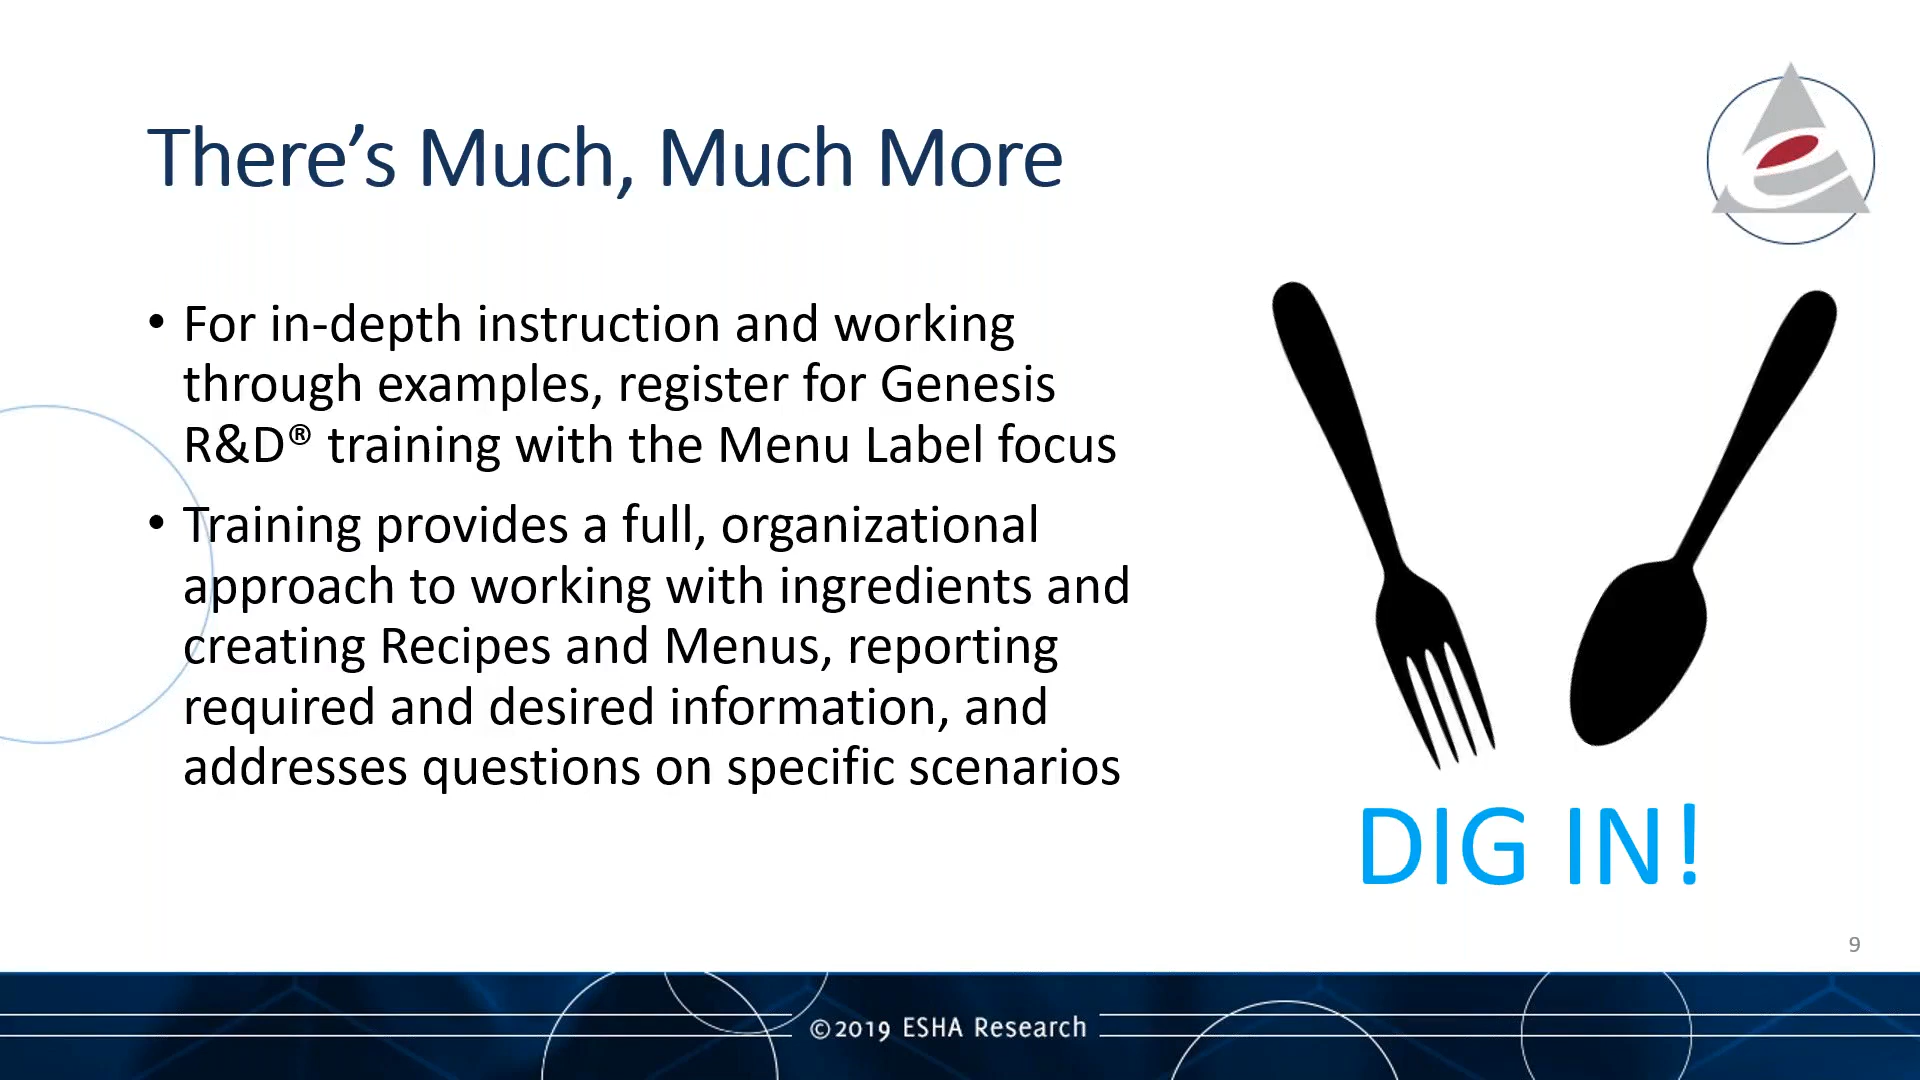 There’s Much, Much More
• For in-depth instruction and working
through examples, register for Genesis
R&D® training with the Menu Label focus
• Training provides a full, organizational
approach to working with ingredients and
creating Recipes and Menus, reporting
required and desired information, and
addresses questions on specific scenarios
DIG IN!
9
©2019 ESHA Research